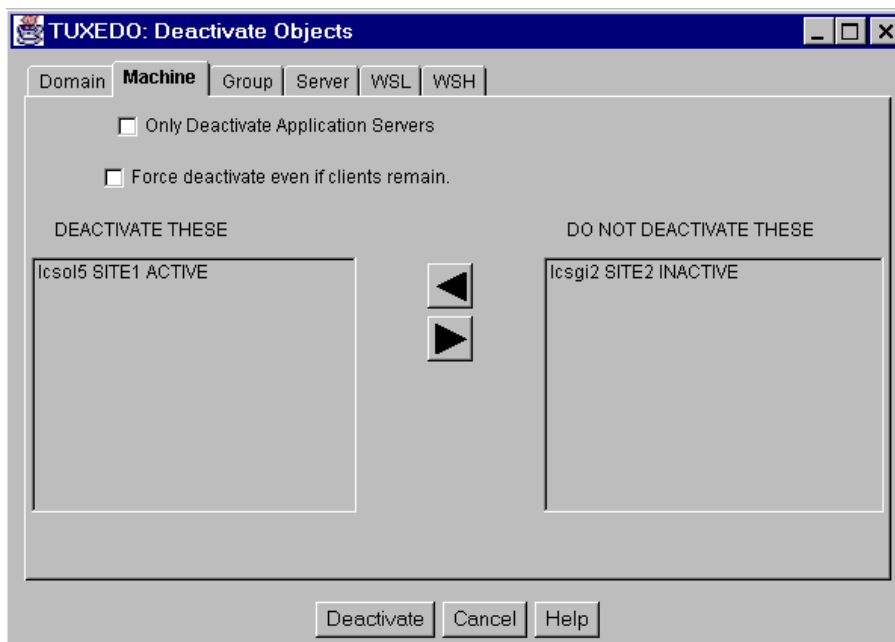 TUXEDO: Deactivate Objects
Domain Machine Group Server WSL WSH
Only Deactivate Application Servers
Force deactivate even if clients remain.
DEACTIVATE THESE DO NOT DEACTIVATE THESE
lcsol5 SITE1 ACTIVE lcsgi2 SITE2 INACTIVE
Deactivate Cancel Help